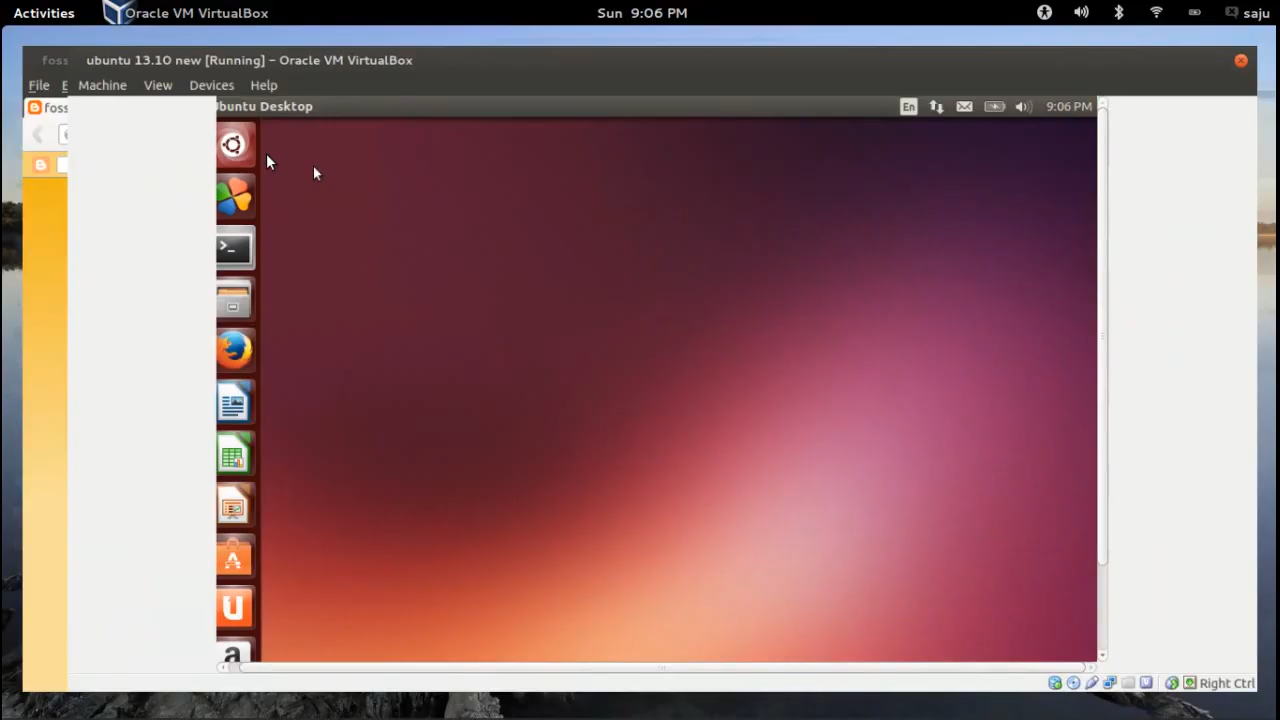 Activities Oracle VM VirtualBox Sun 9:06 PM saju
foss ubuntu 13.10 new [Running] – Oracle VM VirtualBox
File E Machine View Devices Help
foss Ubuntu Desktop En 9:06 PM
Right Ctrl